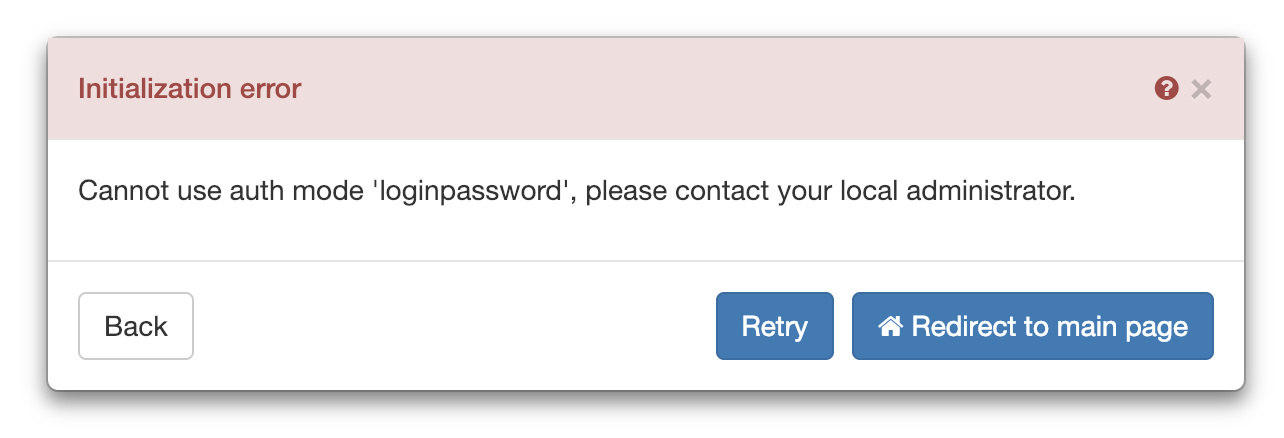 Initialization error
Cannot use auth mode 'loginpassword', please contact your local administrator.
Back
Retry
Redirect to main page